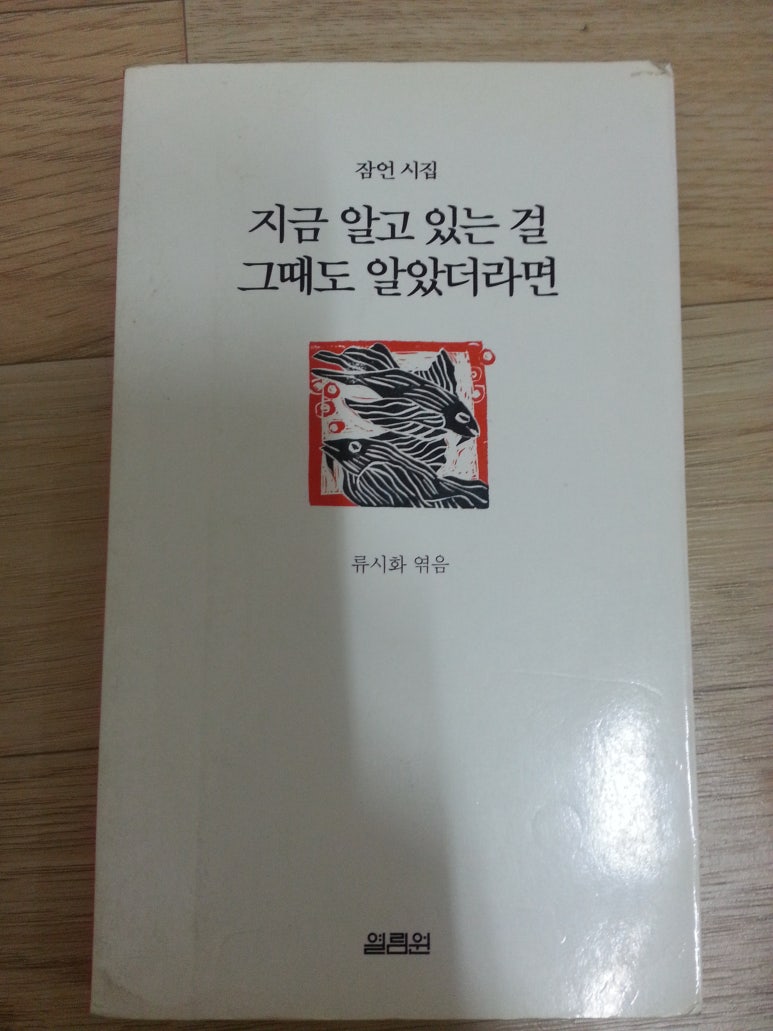 잠언 시집
지금 알고 있는 걸
그때도 알았더라면
류시화 엮음
열림원